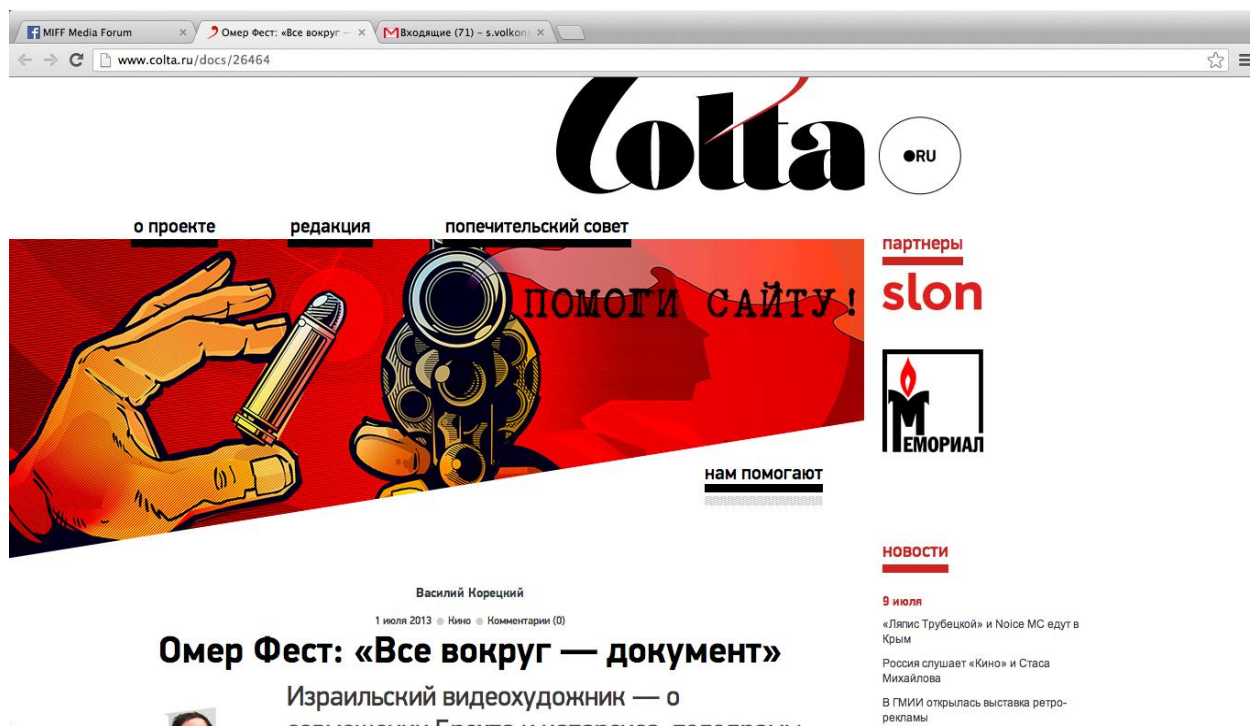 MIFF Media Forum
Омер Фест: «Все вокруг —
Входящие (71) – s.volkon
www.colta.ru/docs/26464
Colta
RU
о проекте
редакция
попечительский совет
ПОМОГИ САЙТУ!
партнеры
slon
МЕМОРИАЛ
нам помогают
новости
Василий Корецкий
1 июля 2013 Кино Комментарии (0)
Омер Фест: «Все вокруг — документ»
Израильский видеохудожник — о
9 июля
«Ляпис Трубецкой» и Noice MC едут в
Крым
Россия слушает «Кино» и Стаса
Михайлова
В ГМИИ открылась выставка ретро-
рекламы